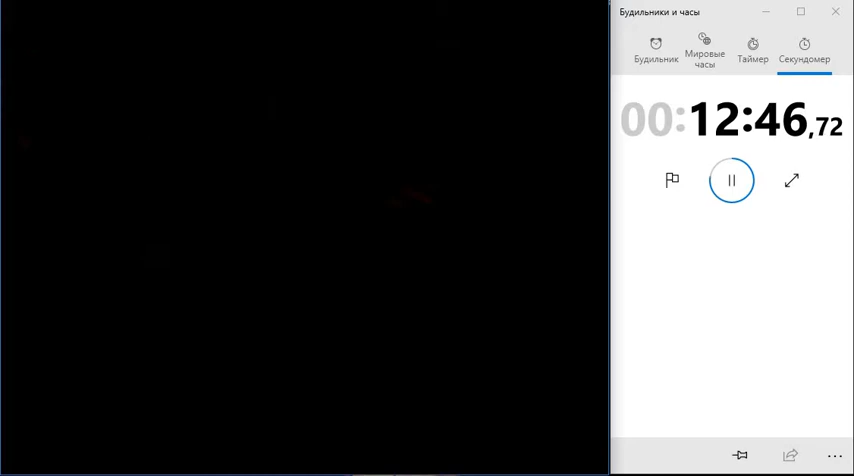 Будильники и часы
Будильник
Мировые
часы
Таймер
Секундомер
00:12:46,72